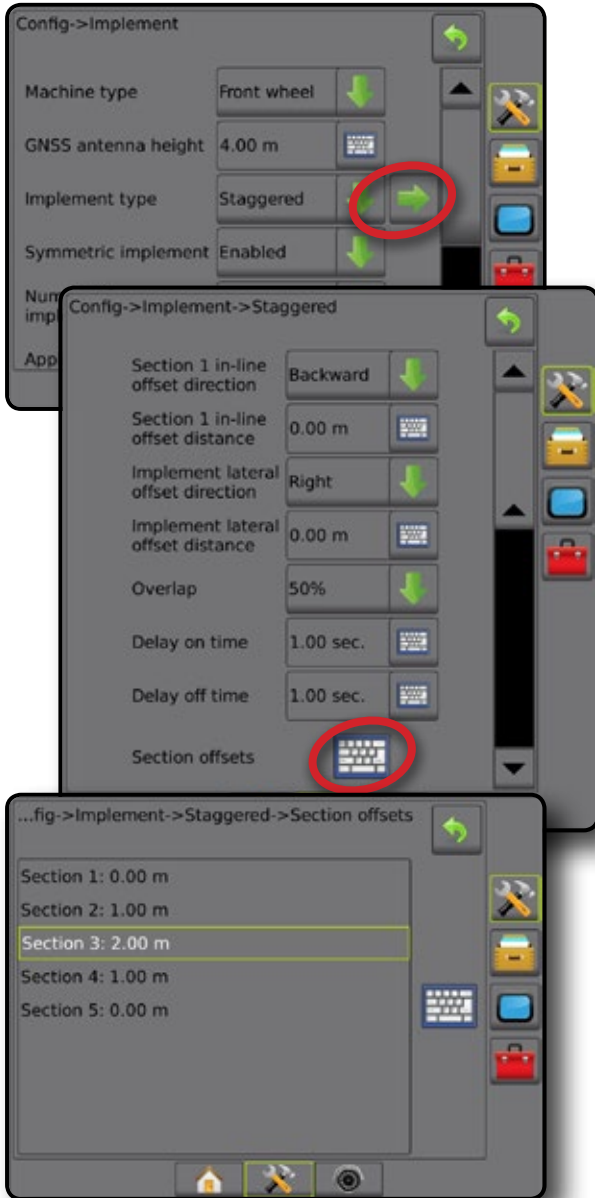 Config->Implement
Machine type Front wheel
GNSS antenna height 4.00 m
Implement type Staggered
Symmetric implement Enabled
Config->Implement->Staggered
Section 1 in-line
offset direction Backward
Section 1 in-line
offset distance 0.00 m
Implement lateral
offset direction Right
Implement lateral
offset distance 0.00 m
Overlap 50%
Delay on time 1.00 sec.
Delay off time 1.00 sec.
Section offsets
...fig->Implement->Staggered->Section offsets
Section 1: 0.00 m
Section 2: 1.00 m
Section 3: 2.00 m
Section 4: 1.00 m
Section 5: 0.00 m